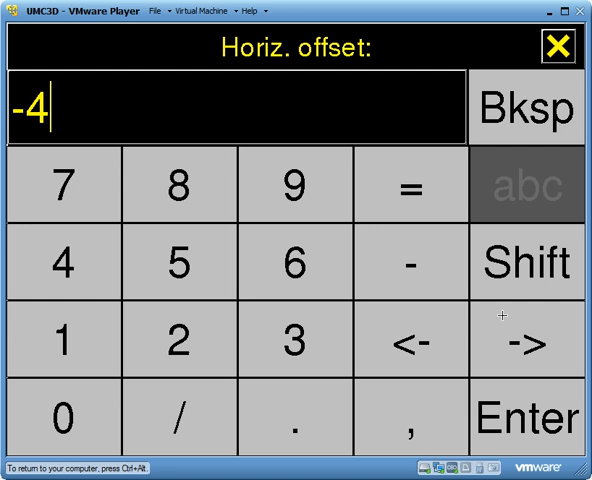 UMC3D - VMware Player File Virtual Machine Help
Horiz. offset:
-4 Bksp
7 8 9 = abc
4 5 6 - Shift
1 2 3 <- ->
0 / . , Enter
To return to your computer, press Ctrl+Alt. vmware